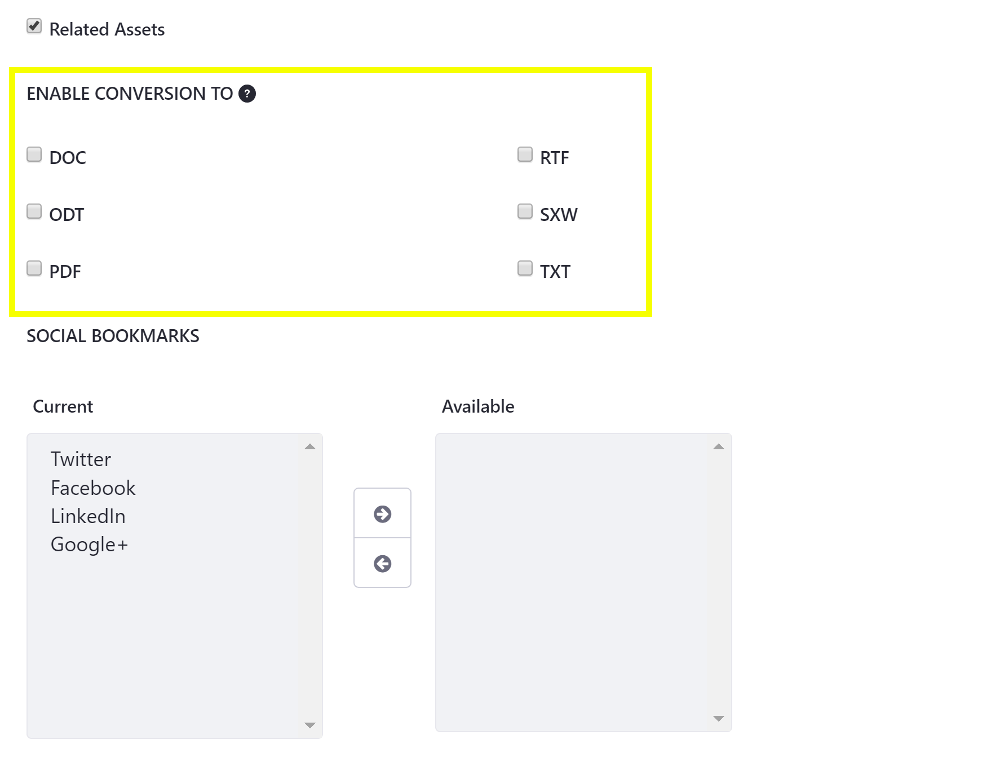 Related Assets
ENABLE CONVERSION TO ?
DOC
RTF
ODT
SXW
PDF
TXT
SOCIAL BOOKMARKS
Current
Available
Twitter
Facebook
LinkedIn
Google+